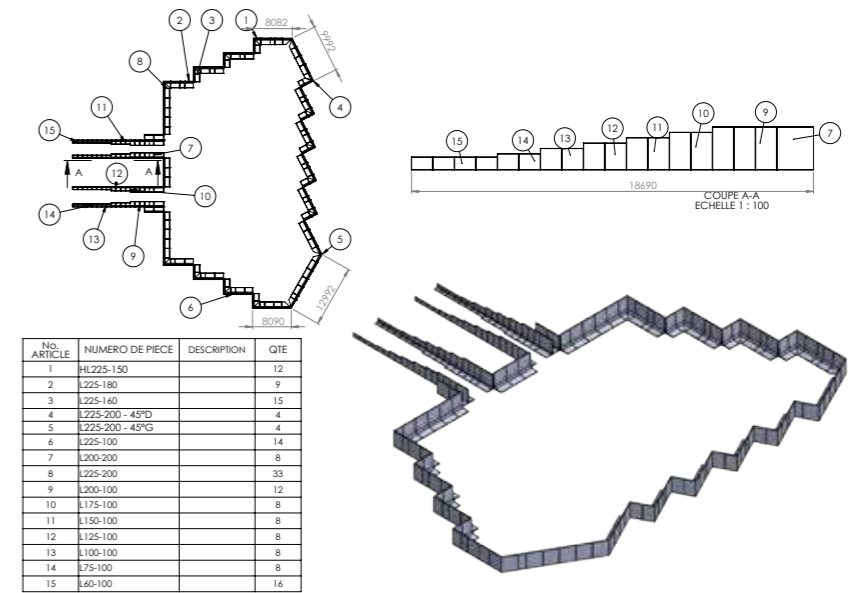 1
2
3
8082
9992
8
4
11
15
7
A
A
12
10
14
13
9
5
6
12992
8090
15
14
13
12
11
10
9
7
18690
COUPE A-A
ECHELLE 1 : 100
No. ARTICLE NUMERO DE PIECE DESCRIPTION QTE
1 HL225-150 12
2 L225-180 9
3 L225-160 15
4 L225-200 - 45°D 4
5 L225-200 - 45°G 4
6 L225-100 14
7 L200-200 8
8 L225-200 33
9 L200-100 12
10 L175-100 8
11 L150-100 8
12 L125-100 8
13 L100-100 8
14 L75-100 8
15 L60-100 16